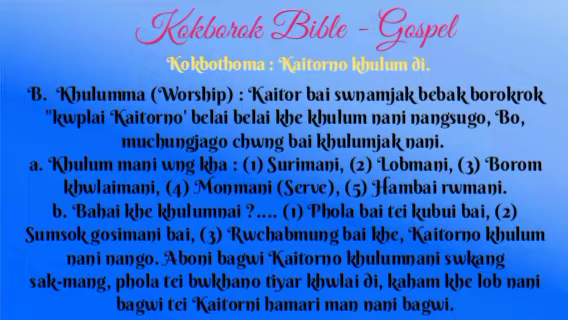 Kokborok Bible - Gospel
Kokbothoma : Kaitorno khulum di.
B. Khulumma (Worship) : Kaitor bai swnamjak bebak borokrok
"kwplai Kaitorno' belai belai khe khulum nani nangsugo, Bo,
muchungjago chwng bai khulumjak nani.
a. Khulum mani wng kha : (1) Surimani, (2) Lobmani, (3) Borom
khwlaimani, (4) Monmani (Serve), (5) Hambai rwmani.
b. Bahai khe khulumnai ?.... (1) Phola bai tei kubui bai, (2)
Sumsok gosimani bai, (3) Rwchabmung bai khe, Kaitorno khulum
nani nango. Aboni bagwi Kaitorno khulumnani swkang
sak-mang, phola tei bwkhano tiyar khwlai di, kaham khe lob nani
bagwi tei Kaitorni hamari man nani bagwi.